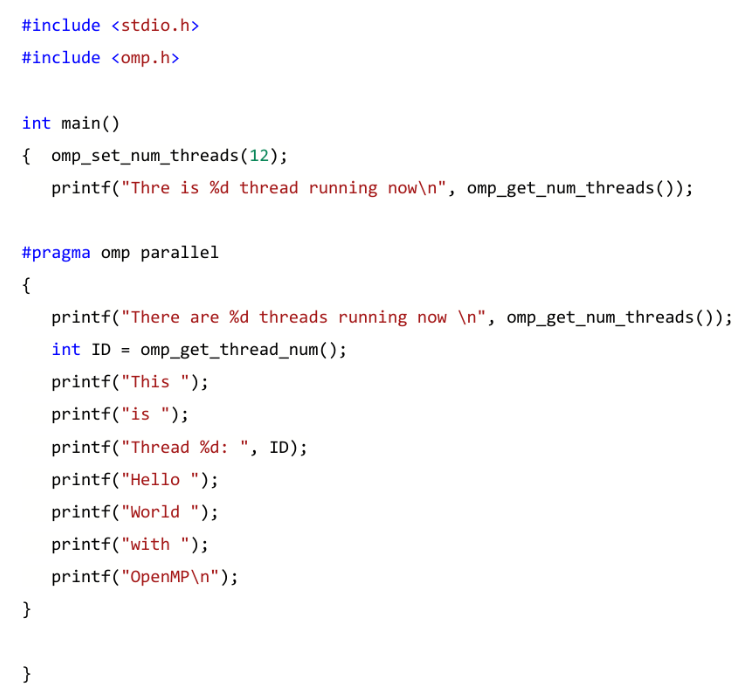 #include <stdio.h>
#include <omp.h>
int main()
{  omp_set_num_threads(12);
   printf("Thre is %d thread running now\n", omp_get_num_threads());
#pragma omp parallel
{
   printf("There are %d threads running now \n", omp_get_num_threads());
   int ID = omp_get_thread_num();
   printf("This ");
   printf("is ");
   printf("Thread %d: ", ID);
   printf("Hello ");
   printf("World ");
   printf("with ");
   printf("OpenMP\n");
}
}